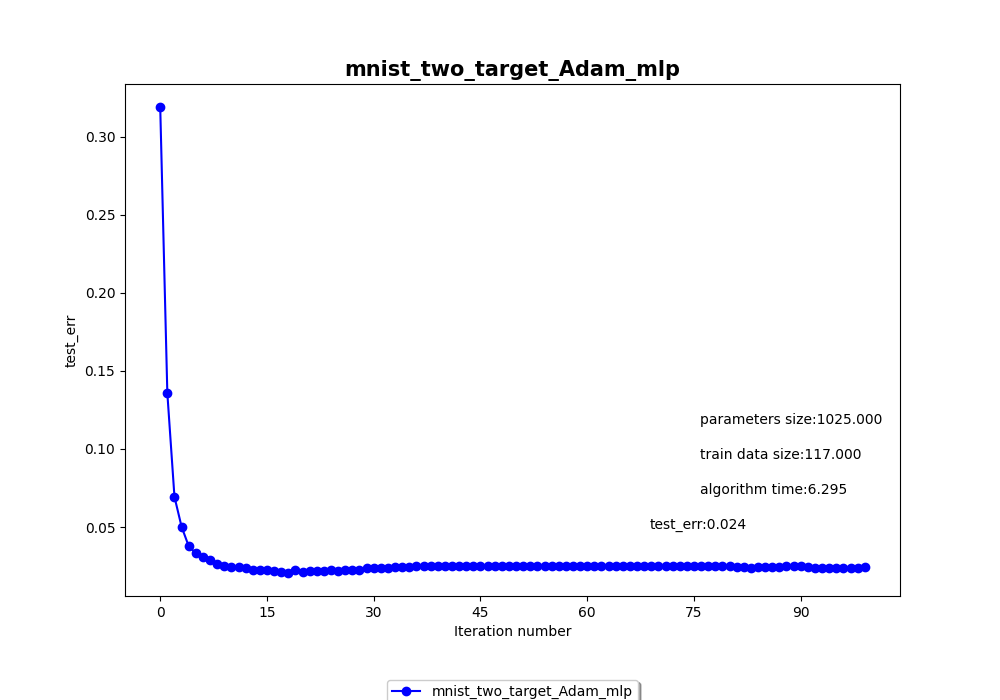 mnist_two_target_Adam_mlp
0.30
0.25
0.20
0.15
0.10
0.05
test_err
parameters size:1025.000
train data size:117.000
algorithm time:6.295
test_err:0.024
0 15 30 45 60 75 90
Iteration number
mnist_two_target_Adam_mlp